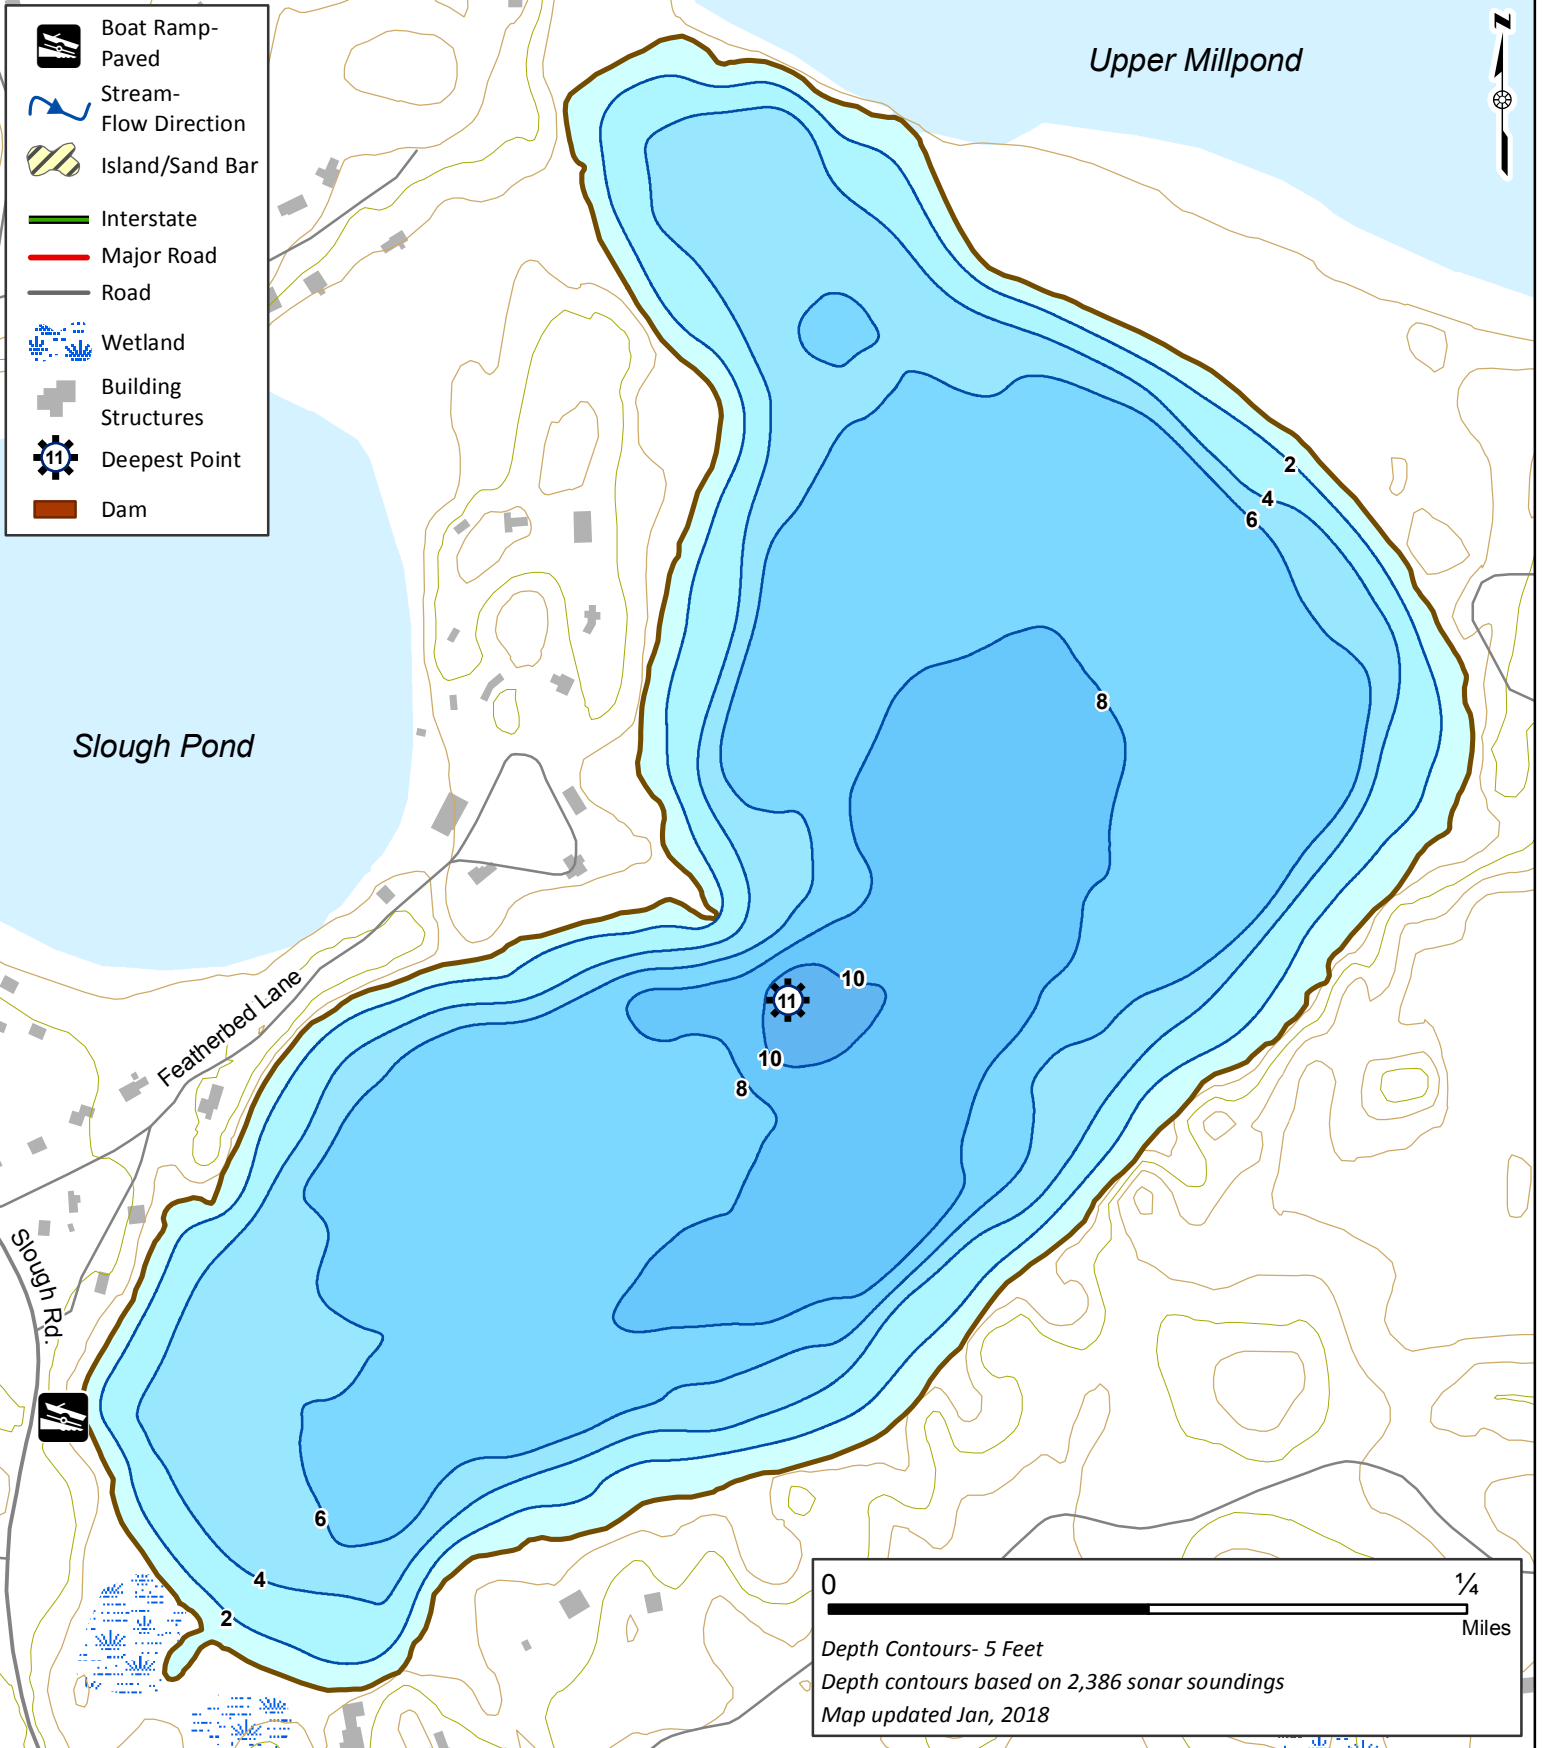 Boat Ramp-
Paved
Stream-
Flow Direction
Island/Sand Bar
Interstate
Major Road
Road
Wetland
Building
Structures
11
Deepest Point
Dam
Upper Millpond
N
Slough Pond
Featherbed Lane
Slough Rd.
2
4
6
8
10
11
10
8
6
4
2
0
¼
Miles
Depth Contours- 5 Feet
Depth contours based on 2,386 sonar soundings
Map updated Jan, 2018